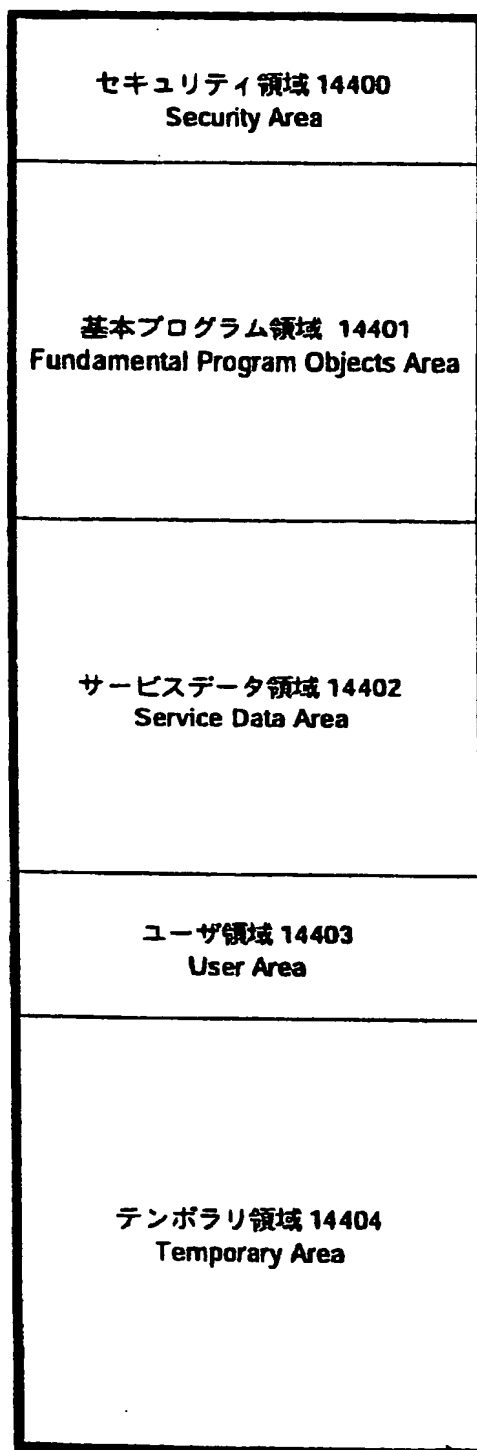 セキュリティ領域 14400
Security Area
基本プログラム領域 14401
Fundamental Program Objects Area
サービスデータ領域 14402
Service Data Area
ユーザ領域 14403
User Area
テンポラリ領域 14404
Temporary Area